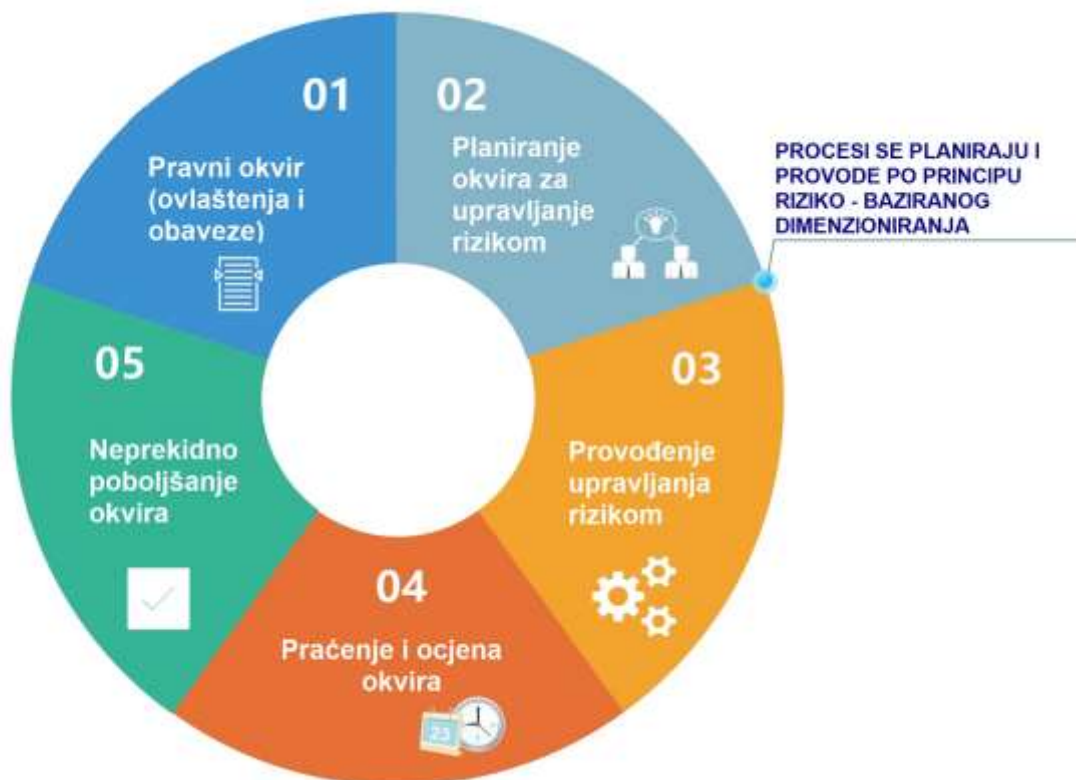 01
Pravni okvir
(ovlaštenja i
obaveze)
02
Planiranje
okvira za
upravljanje
rizikom
PROCESI SE PLANIRAJU I
PROVODE PO PRINCIPU
RIZIKO - BAZIRANOG
DIMENZIONIRANJA
03
Provođenje
upravljanja
rizikom
04
Praćenje i ocjena
okvira
23
05
Neprekidno
poboljšanje
okvira